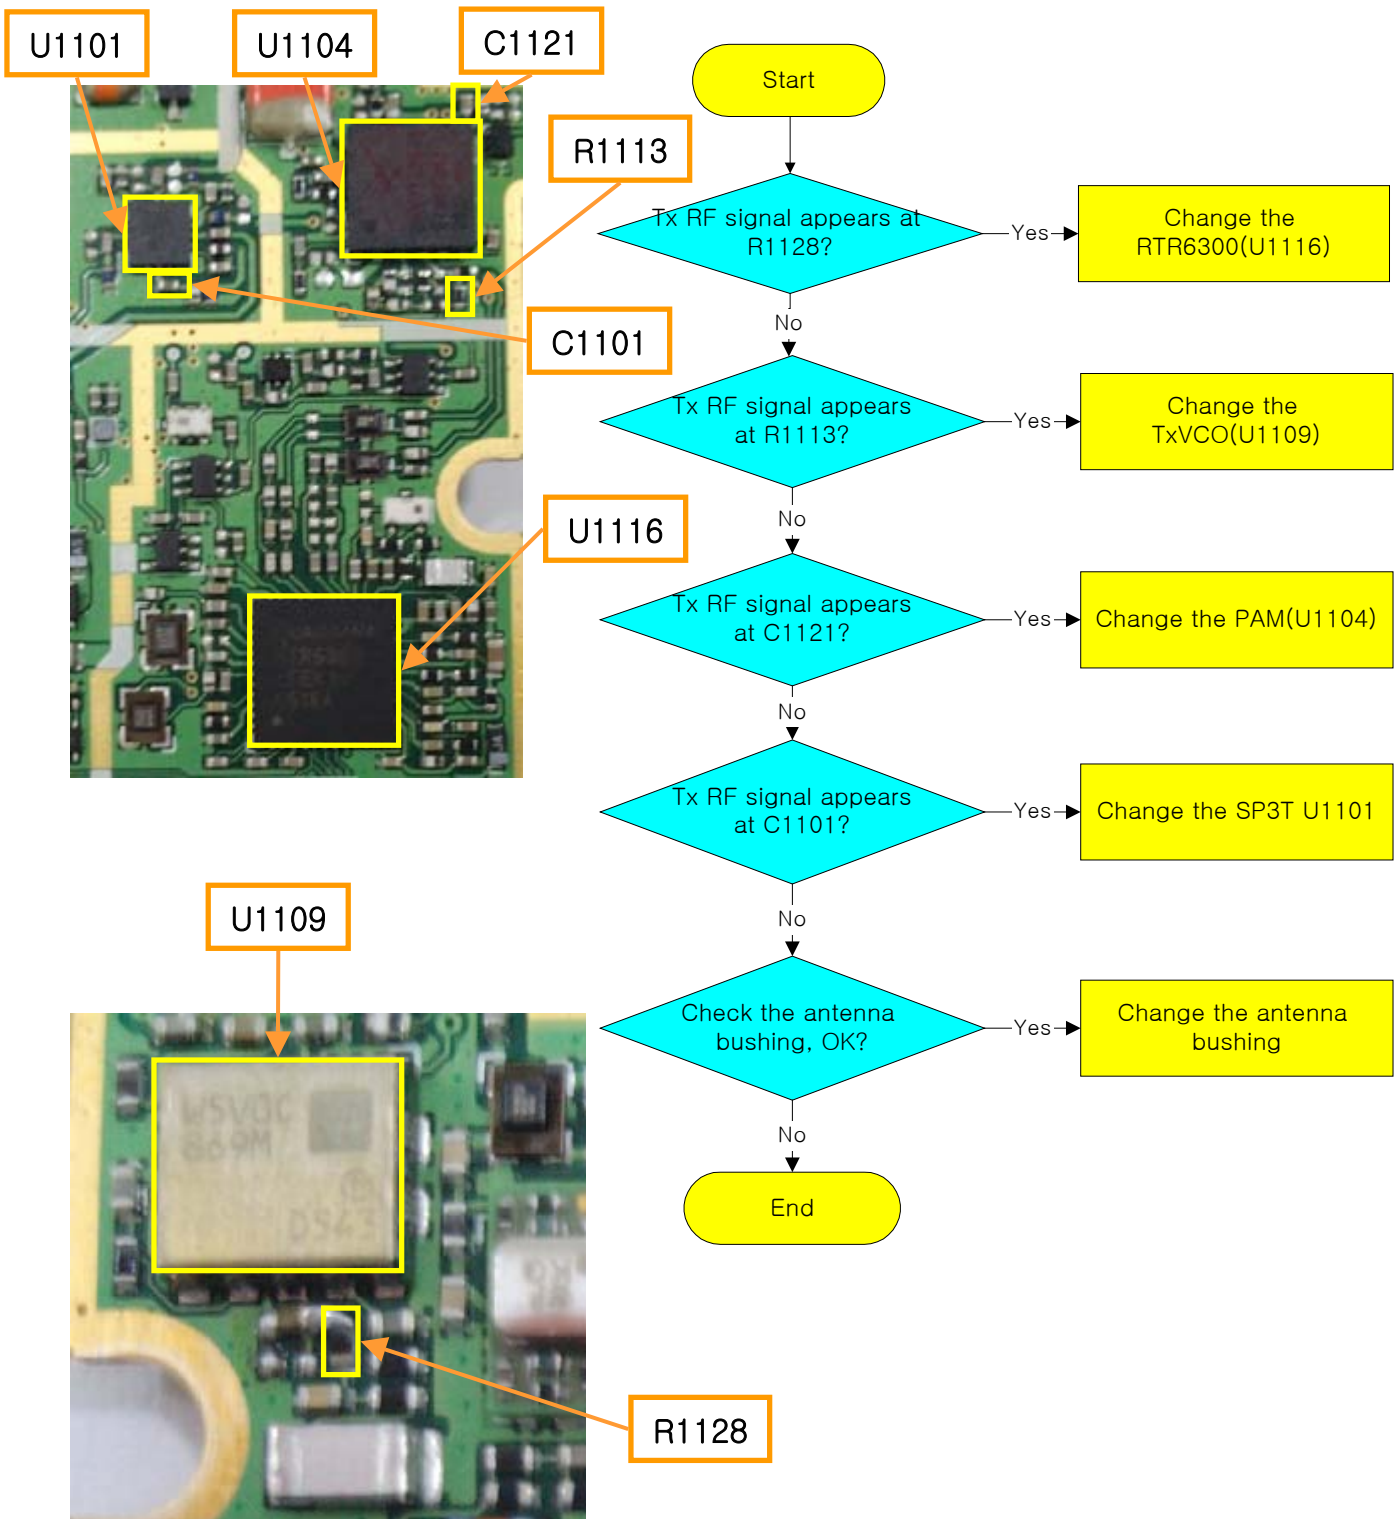 U1101
U1104
C1121
R1113
C1101
U1116
U1109
W5V0C
869M
R1128
Start
Tx RF signal appears at
R1128?
Yes
Change the
RTR6300(U1116)
No
Tx RF signal appears
at R1113?
Yes
Change the
TxVCO(U1109)
No
Tx RF signal appears
at C1121?
Yes
Change the PAM(U1104)
No
Tx RF signal appears
at C1101?
Yes
Change the SP3T U1101
No
Check the antenna
bushing, OK?
Yes
Change the antenna
bushing
No
End